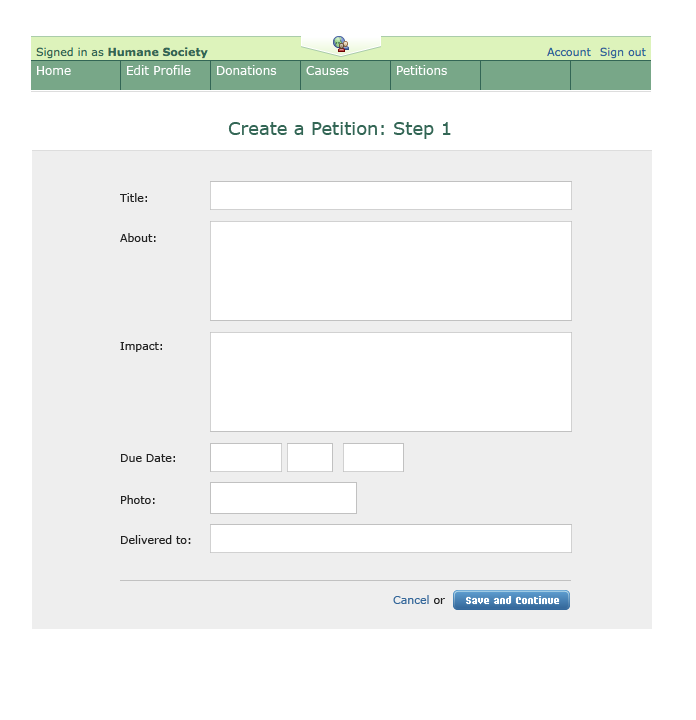 Signed in as Humane Society
Account Sign out
Home Edit Profile Donations Causes Petitions
Create a Petition: Step 1
Title:
About:
Impact:
Due Date:
Photo:
Delivered to:
Cancel or Save and Continue